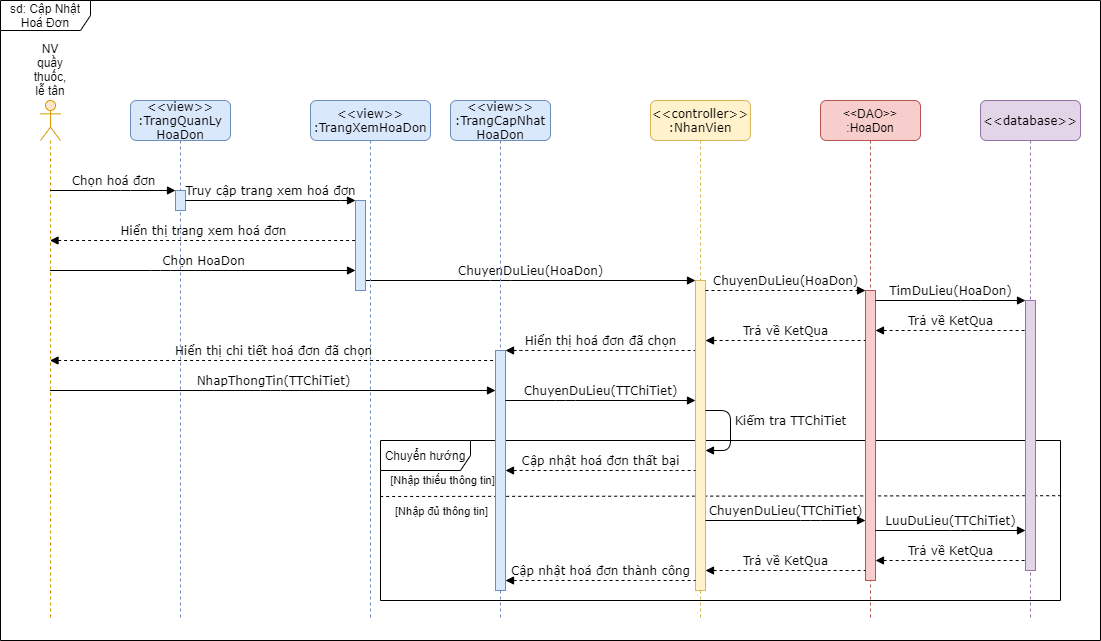 sd: Cập Nhật
Hoá Đơn
NV
quầy
thuốc,
lễ tân
<<view>>
:TrangQuanLy
HoaDon
<<view>>
:TrangXemHoaDon
<<view>>
:TrangCapNhat
HoaDon
<<controller>>
:NhanVien
<<DAO>>
:HoaDon
<<database>>
Chọn hoá đơn
Truy cập trang xem hoá đơn
Hiển thị trang xem hoá đơn
Chọn HoaDon
ChuyenDuLieu(HoaDon)
ChuyenDuLieu(HoaDon)
TimDuLieu(HoaDon)
Trả về KetQua
Trả về KetQua
Hiển thị hoá đơn đã chọn
Hiển thị chi tiết hoá đơn đã chọn
NhapThongTin(TTChiTiet)
ChuyenDuLieu(TTChiTiet)
Kiểm tra TTChiTiet
Chuyển hướng
Cập nhật hoá đơn thất bại
[Nhập thiếu thông tin]
[Nhập đủ thông tin]
ChuyenDuLieu(TTChiTiet)
LuuDuLieu(TTChiTiet)
Trả về KetQua
Trả về KetQua
Cập nhật hoá đơn thành công